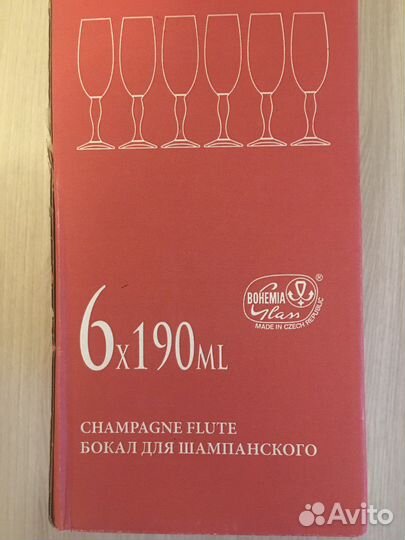 BOHEMIA
Glass
®
MADE IN CZECH REPUBLIC
6x190ML
CHAMPAGNE FLUTE
БОКАЛ ДЛЯ ШАМПАНСКОГО
Avito